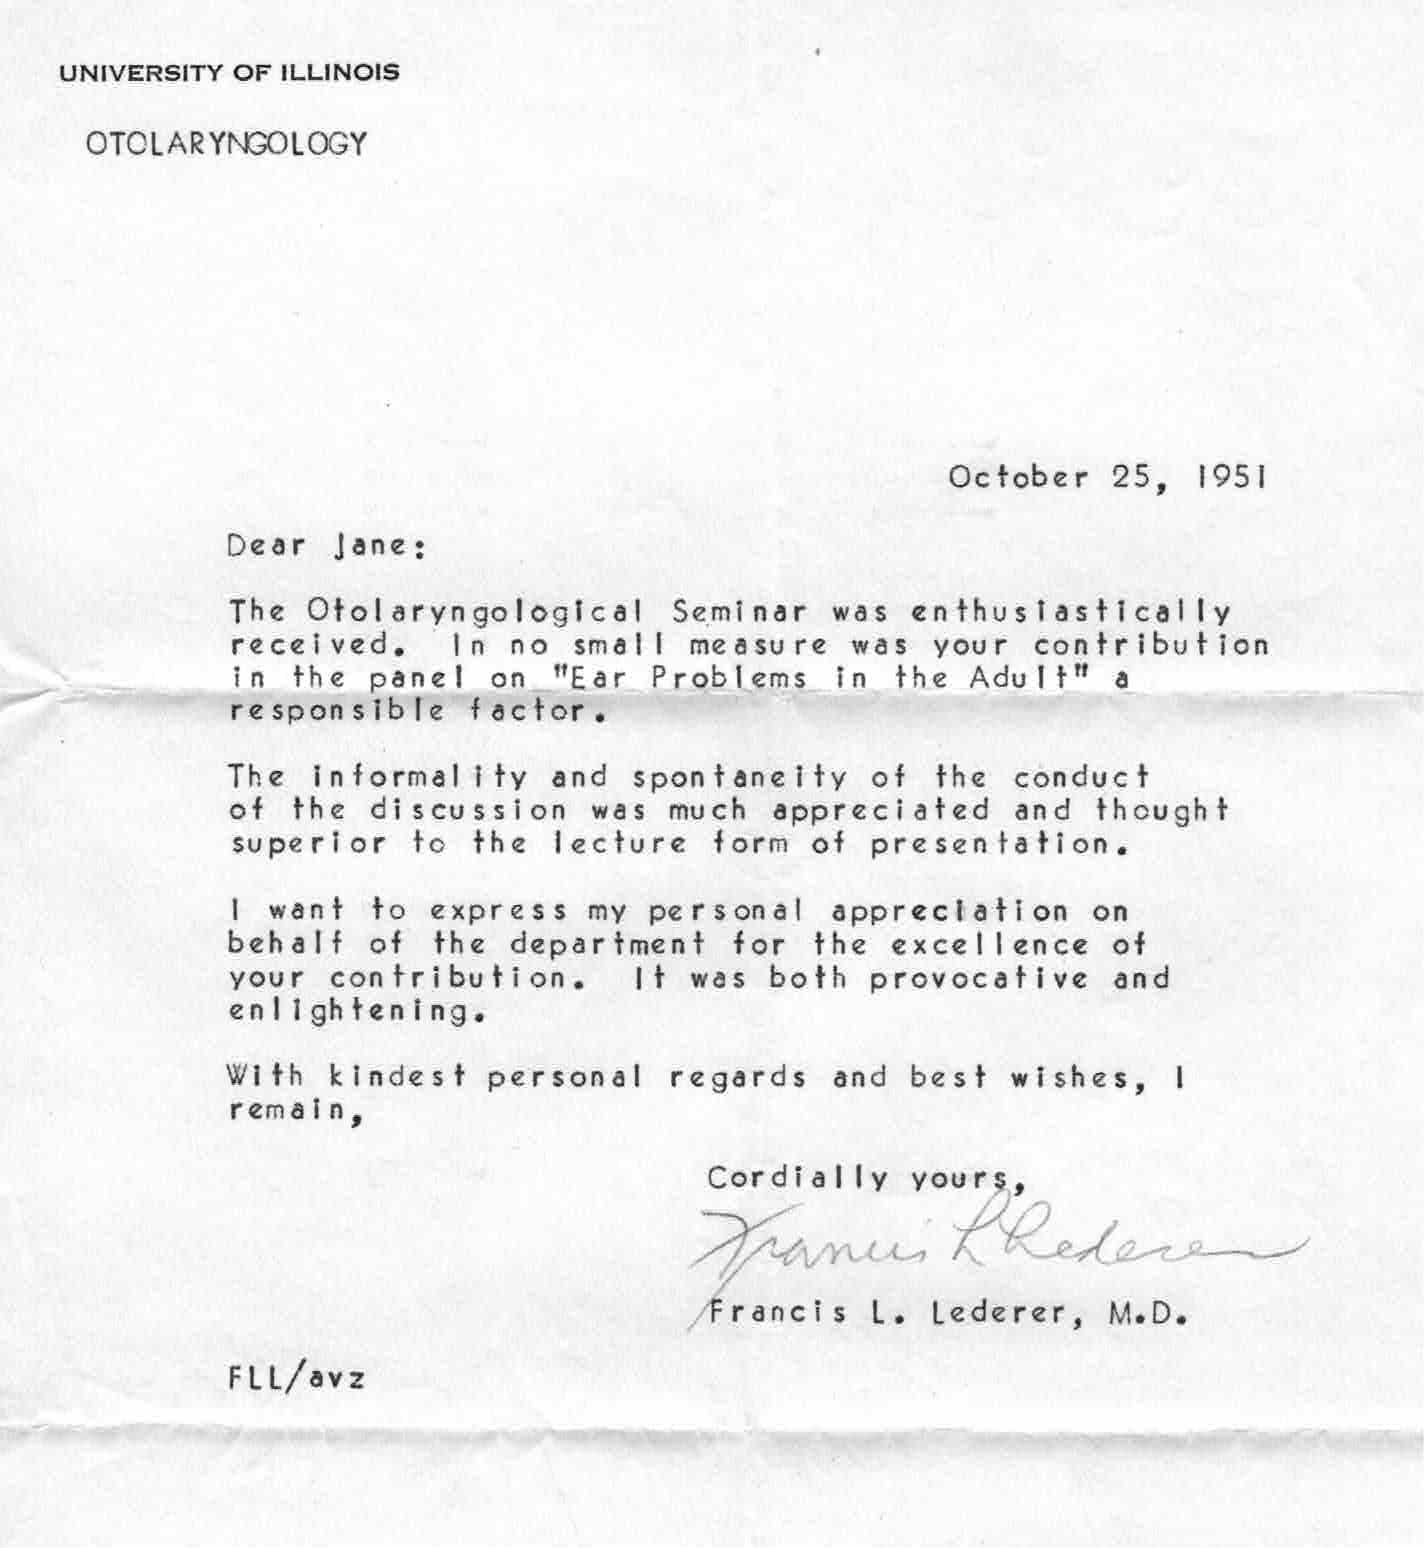 UNIVERSITY OF ILLINOIS
OTOLARYNGOLOGY
October 25, 1951
Dear Jane:
The Otolaryngological Seminar was enthusiastically
received. In no small measure was your contribution
in the panel on "Ear Problems in the Adult" a
responsible factor.
The informality and spontaneity of the conduct
of the discussion was much appreciated and thought
superior to the lecture form of presentation.
I want to express my personal appreciation on
behalf of the department for the excellence of
your contribution. It was both provocative and
enlightening.
With kindest personal regards and best wishes, I
remain,
Cordially yours,
Francis L Lederer
Francis L. Lederer, M.D.
FLL/avz